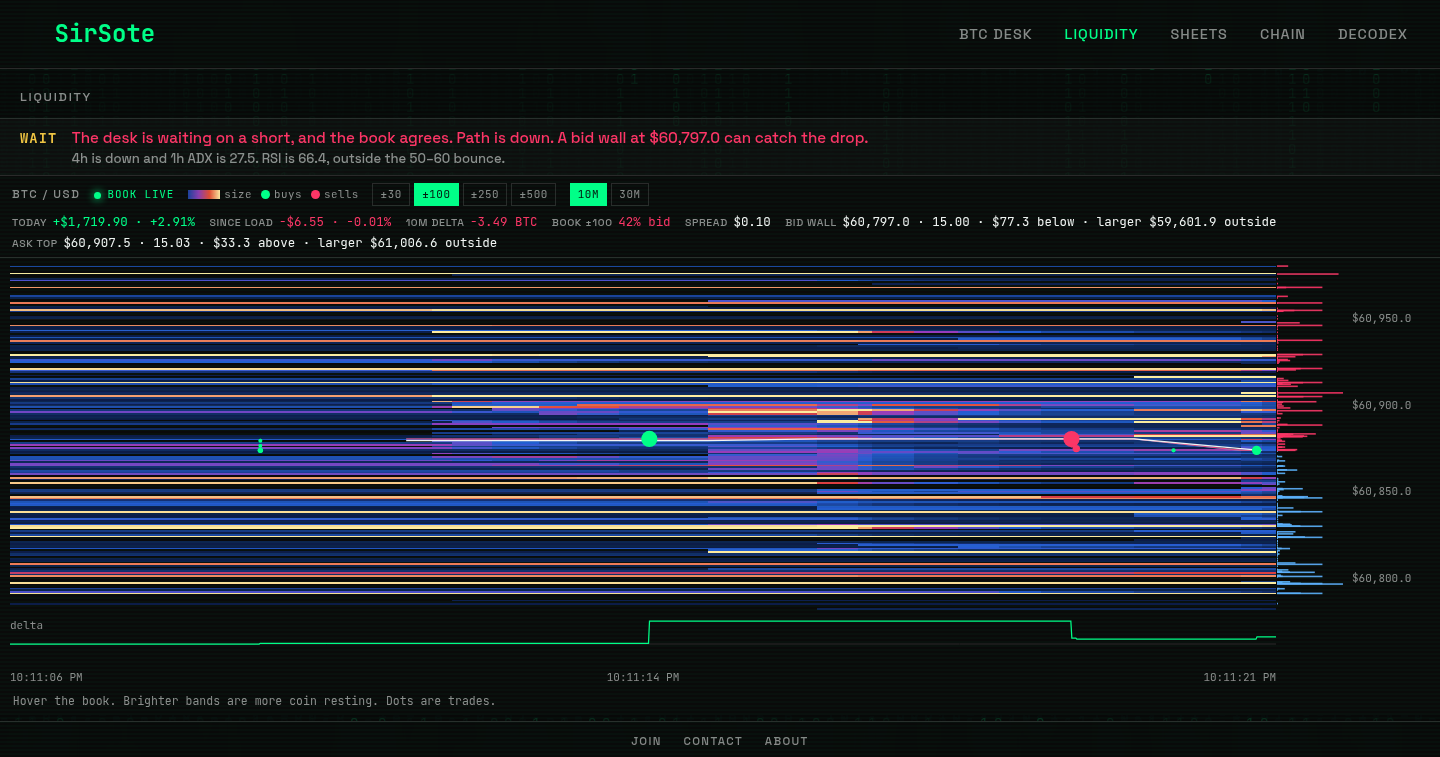 SirSote
BTC DESK LIQUIDITY SHEETS CHAIN DECODEX
LIQUIDITY
WAIT The desk is waiting on a short, and the book agrees. Path is down. A bid wall at $60,797.0 can catch the drop.
4h is down and 1h ADX is 27.5. RSI is 66.4, outside the 50–60 bounce.
BTC / USD BOOK LIVE size buys sells ±30 ±100 ±250 ±500 10M 30M
TODAY +$1,719.90 · +2.91% SINCE LOAD -$6.55 · -0.01% 10M DELTA -3.49 BTC BOOK ±100 42% bid SPREAD $0.10 BID WALL $60,797.0 · 15.00 · $77.3 below · larger $59,601.9 outside
ASK TOP $60,907.5 · 15.03 · $33.3 above · larger $61,006.6 outside
$60,950.0
$60,900.0
$60,850.0
$60,800.0
delta
10:11:06 PM 10:11:14 PM 10:11:21 PM
Hover the book. Brighter bands are more coin resting. Dots are trades.
JOIN CONTACT ABOUT